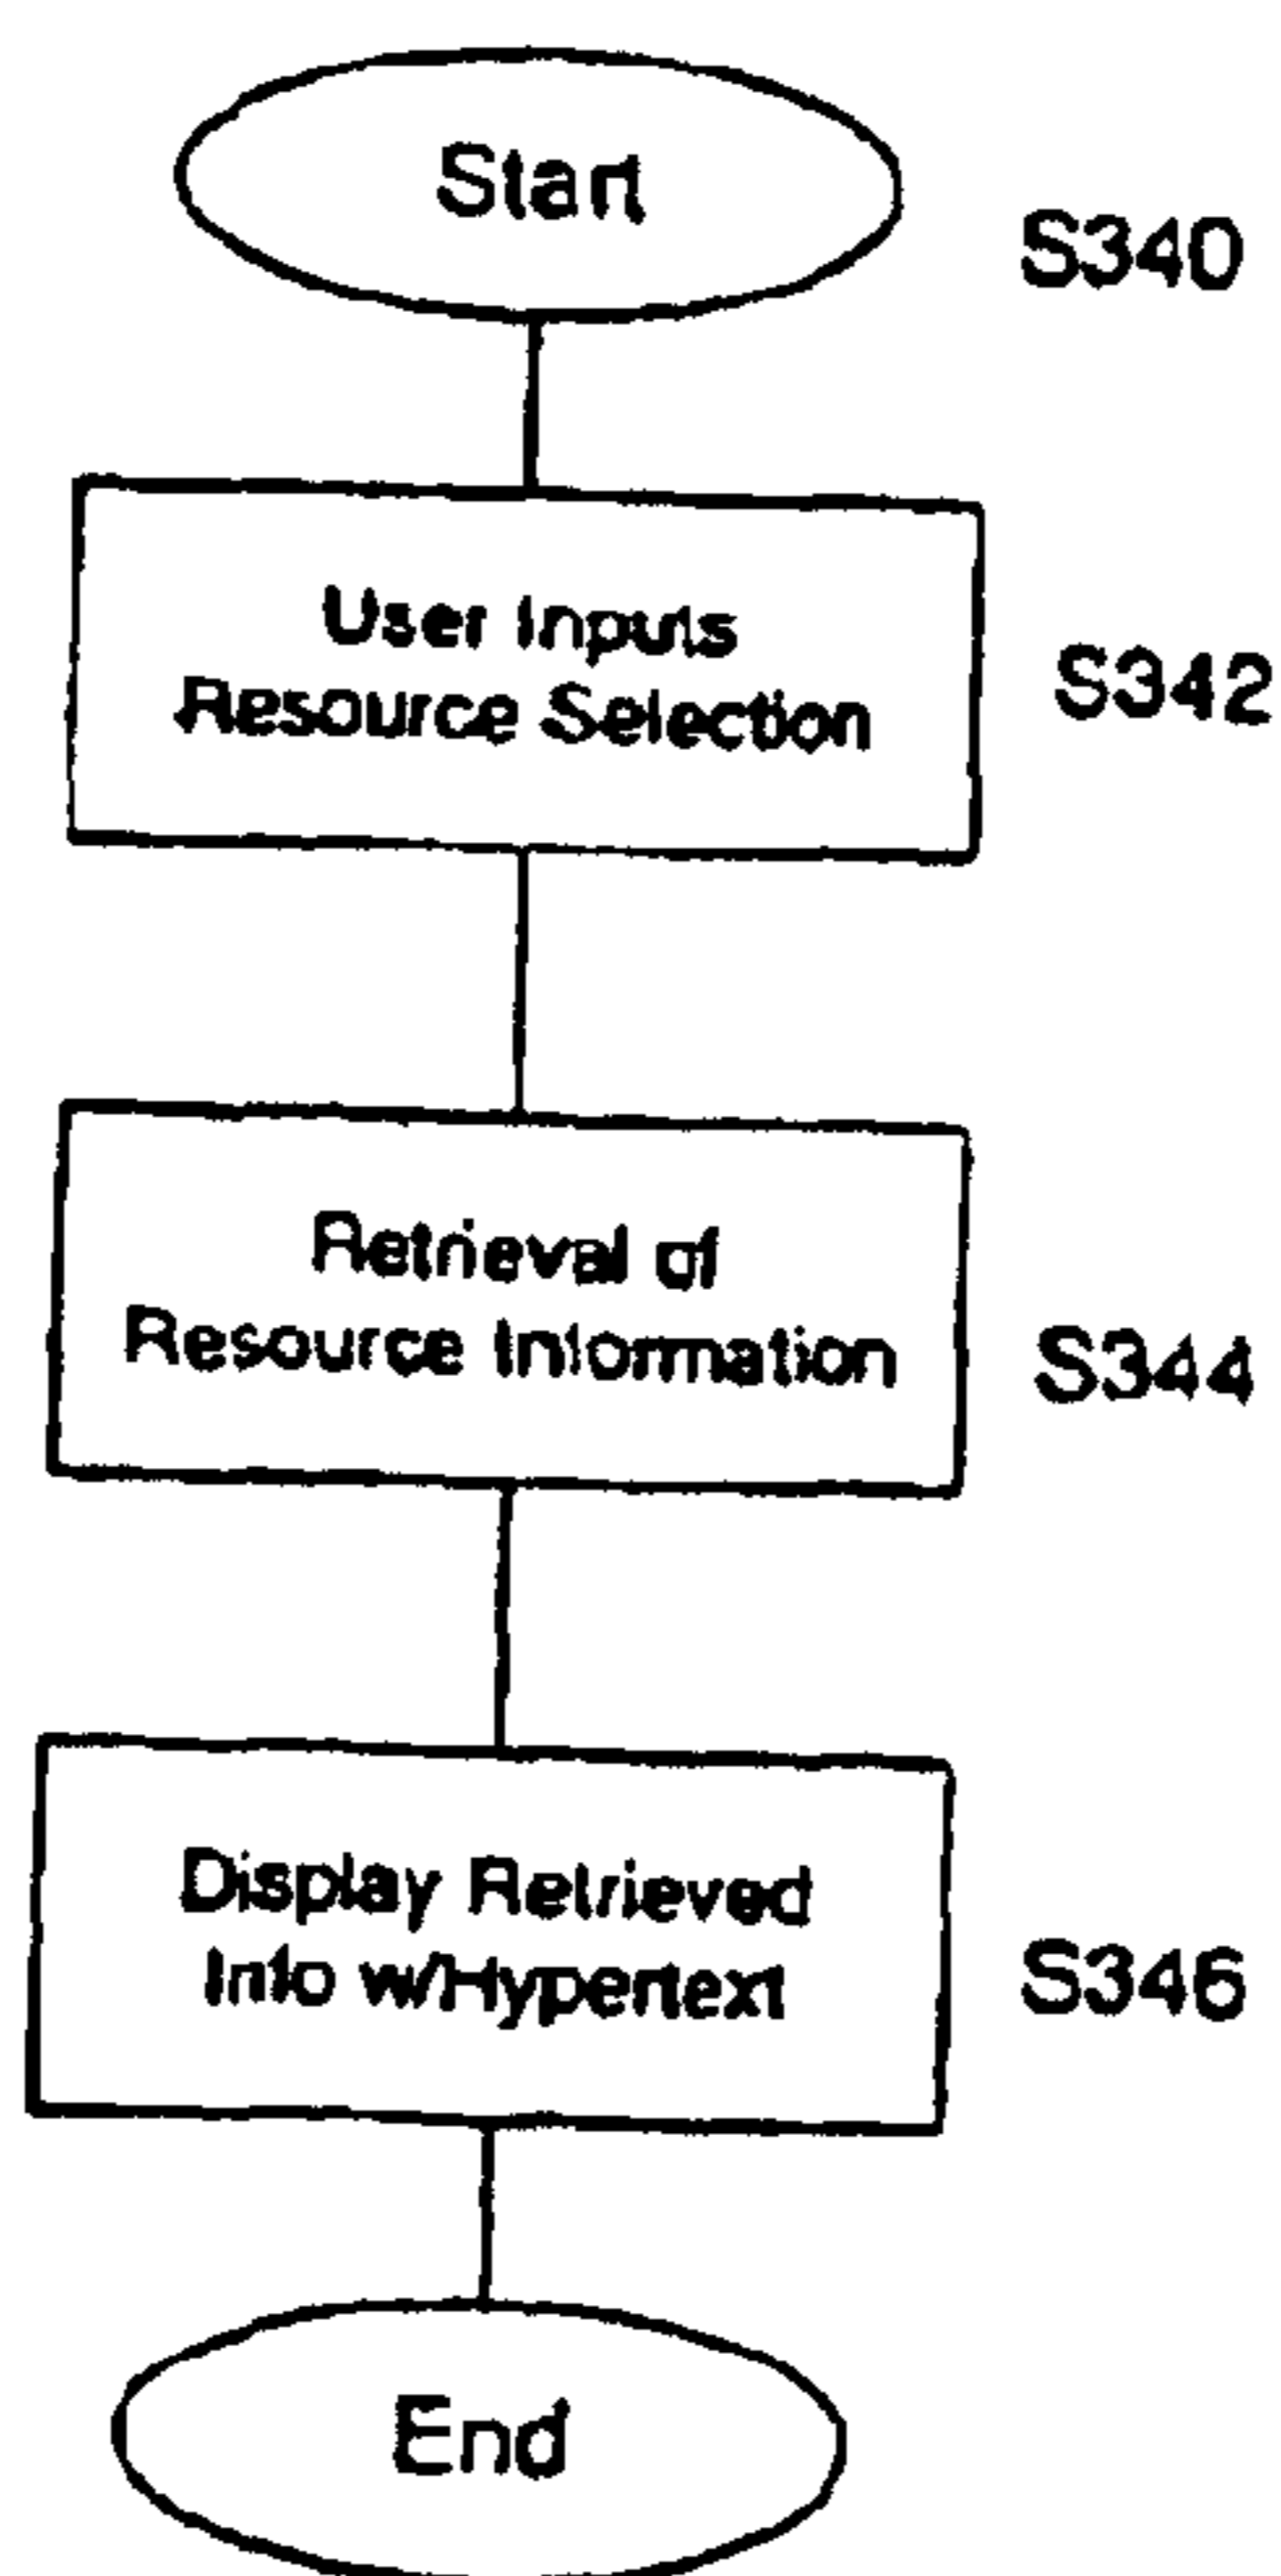 Start
S340
User Inputs
Resource Selection
S342
Retrieval of
Resource Information
S344
Display Retrieved
Info w/Hypertext
S346
End